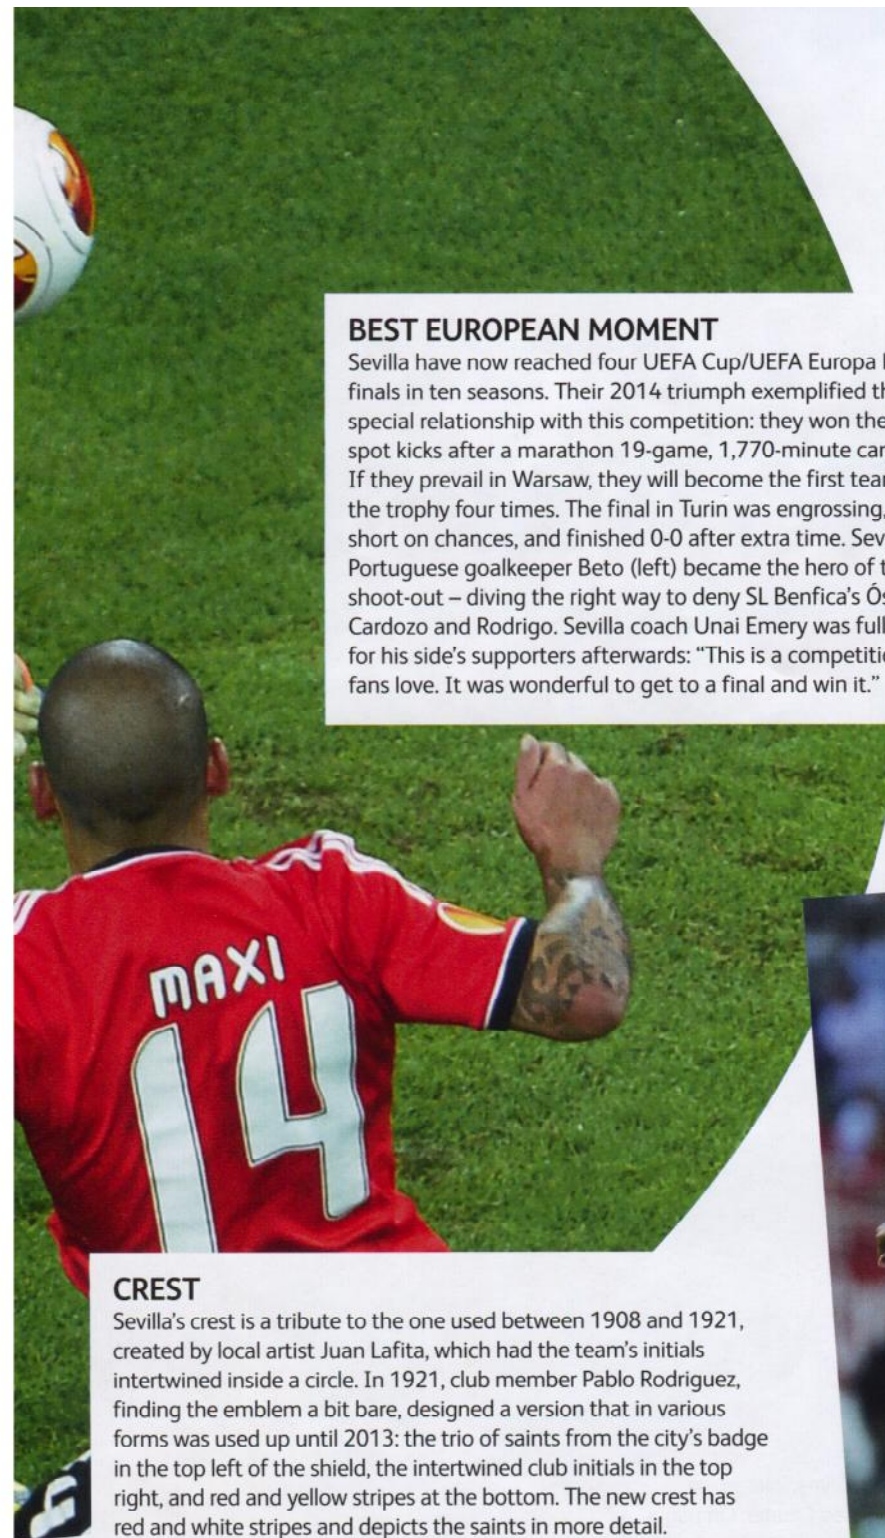 BEST EUROPEAN MOMENT
Sevilla have now reached four UEFA Cup/UEFA Europa
finals in ten seasons. Their 2014 triumph exemplified
special relationship with this competition: they won the
spot kicks after a marathon 19-game, 1,770-minute
If they prevail in Warsaw, they will become the first
the trophy four times. The final in Turin was engrossing,
short on chances, and finished 0-0 after extra time.
Portuguese goalkeeper Beto (left) became the hero of
shoot-out – diving the right way to deny SL Benfica's
Cardozo and Rodrigo. Sevilla coach Unai Emery was full
for his side's supporters afterwards: "This is a
fans love. It was wonderful to get to a final and win it."
MAXI
14
CREST
Sevilla's crest is a tribute to the one used between 1908 and 1921,
created by local artist Juan Lafita, which had the team's initials
intertwined inside a circle. In 1921, club member Pablo Rodriguez,
finding the emblem a bit bare, designed a version that in various
forms was used up until 2013: the trio of saints from the city's badge
in the top left of the shield, the intertwined club initials in the top
right, and red and yellow stripes at the bottom. The new crest has
red and white stripes and depicts the saints in more detail.